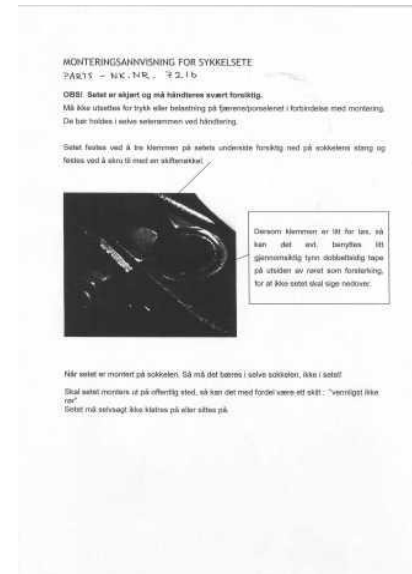 MONTERINGSANNVISNING FOR SYKKELSETE
PARTS - NK.NR. 7216
OBS! Setet er skjørt og må håndteres svært forsiktig.
Må ikke utsettes for trykk eller belastning på fjærene/porselenet i forbindelse med montering.
De bør holdes i selve seterammen ved håndtering.
Setet festes ved å tre klemmen på setets underside forsiktig ned på sokkelens stang og
festes ved å skru til med en skiftenøkkel.
Dersom klemmen er litt for løs, så
kan det evt. benyttes litt
gjennomsiktig tynn dobbeltsidig tape
på utsiden av røret som forsterking,
for at ikke setet skal sige nedover.
Når setet er montert på sokkelen. Så må det bæres i selve sokkelen, ikke i setet!
Skal setet monters ut på offentlig sted, så kan det med fordel være ett skilt : "vennligst ikke
rør"
Setet må selvsagt ikke klatres på eller sittes på.